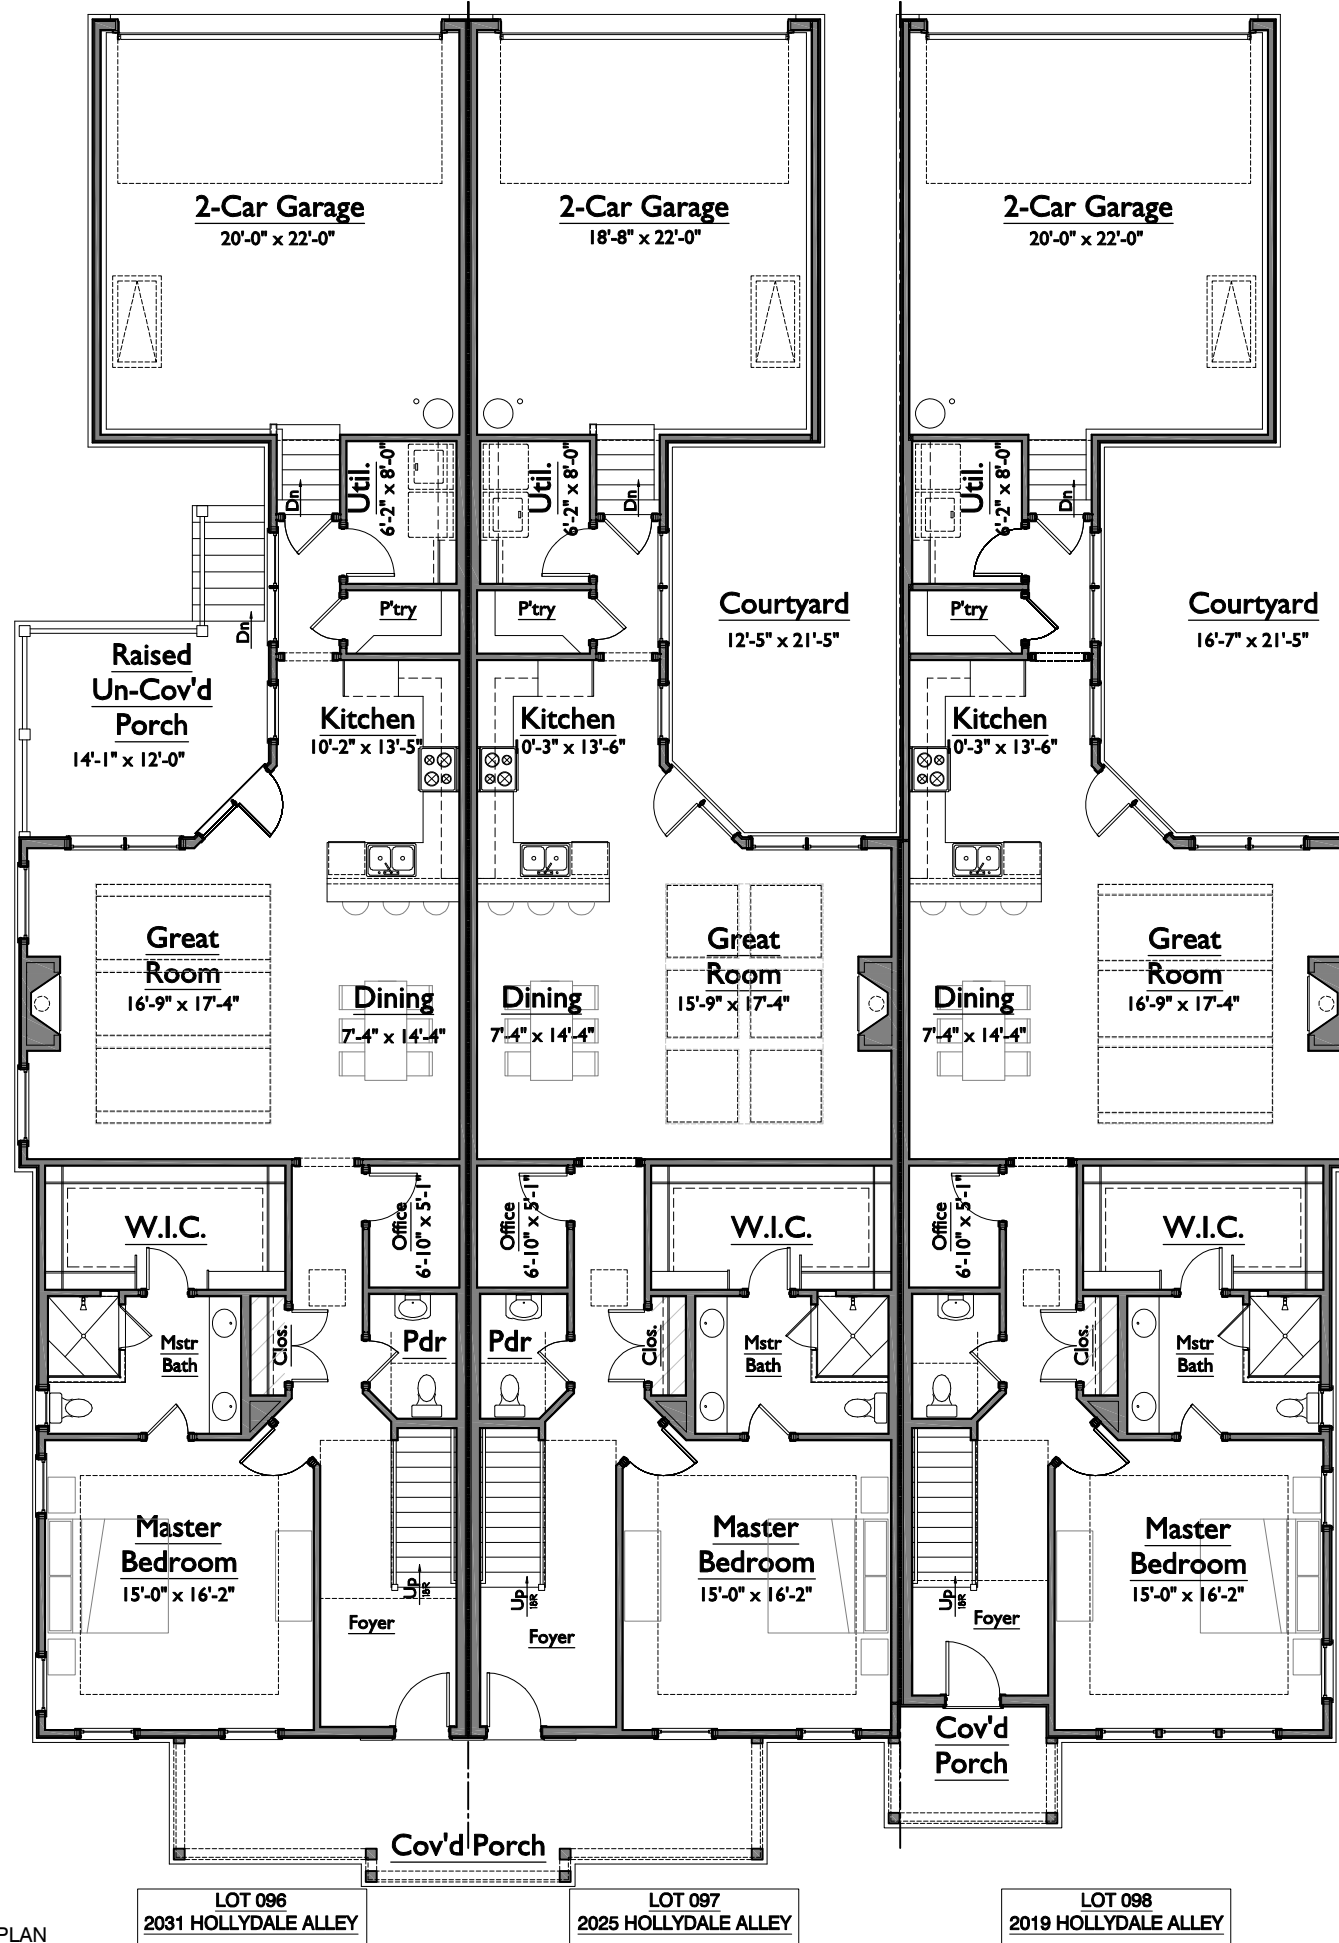 2-Car Garage
20'-0" x 22'-0"
2-Car Garage
18'-8" x 22'-0"
2-Car Garage
20'-0" x 22'-0"
Dn
Util.
6'-2" x 8'-0"
Util.
6'-2" x 8'-0"
Dn
Util.
6'-2" x 8'-0"
Dn
P'try
P'try
P'try
Dn
Courtyard
12'-5" x 21'-5"
Courtyard
16'-7" x 21'-5"
Raised
Un-Cov'd
Porch
14'-1" x 12'-0"
Kitchen
10'-2" x 13'-5"
Kitchen
10'-3" x 13'-6"
Kitchen
10'-3" x 13'-6"
Great
Room
16'-9" x 17'-4"
Dining
7'-4" x 14'-4"
Dining
7'-4" x 14'-4"
Great
Room
15'-9" x 17'-4"
Dining
7'-4" x 14'-4"
Great
Room
16'-9" x 17'-4"
W.I.C.
Office
6'-10" x 5'-1"
Office
6'-10" x 5'-1"
W.I.C.
Office
6'-10" x 5'-1"
W.I.C.
Mstr
Bath
Clos.
Pdr
Pdr
Clos.
Mstr
Bath
Clos.
Mstr
Bath
Master
Bedroom
15'-0" x 16'-2"
Up
18R
Foyer
Up
18R
Foyer
Master
Bedroom
15'-0" x 16'-2"
Up
18R
Foyer
Master
Bedroom
15'-0" x 16'-2"
Cov'd
Porch
Cov'd Porch
LOT 096
2031 HOLLYDALE ALLEY
LOT 097
2025 HOLLYDALE ALLEY
LOT 098
2019 HOLLYDALE ALLEY
PLAN